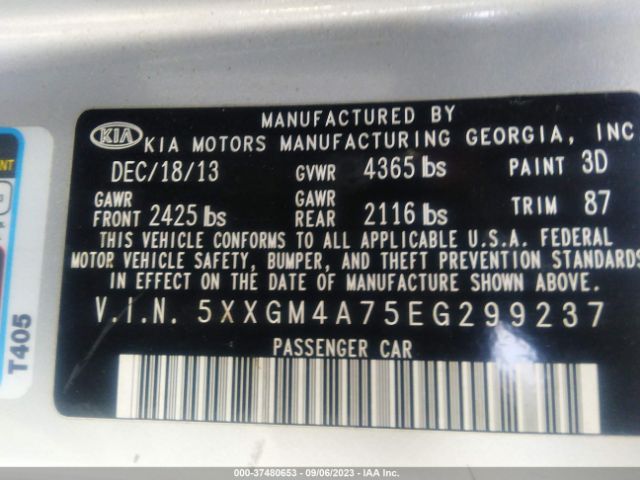 MANUFACTURED BY
KIA KIA MOTORS MANUFACTURING GEORGIA, INC
DEC/18/13 GVWR 4365 lbs PAINT 3D
GAWR FRONT 2425 lbs GAWR REAR 2116 lbs TRIM 87
THIS VEHICLE CONFORMS TO ALL APPLICABLE U.S.A. FEDERAL
MOTOR VEHICLE SAFETY, BUMPER, AND THEFT PREVENTION STANDARDS
IN EFFECT ON THE DATE OF MANUFACTURE SHOWN ABOVE.
V.I.N. 5XXGM4A75EG299237
PASSENGER CAR
T405
000-37480653 - 09/06/2023 - IAA Inc.